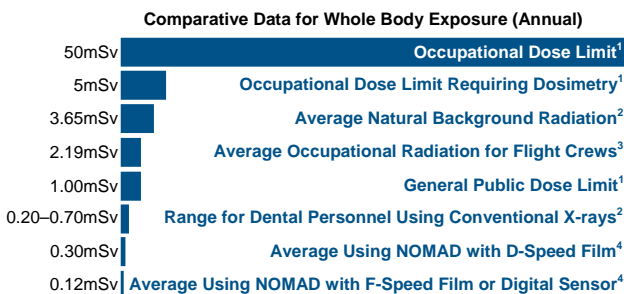 Comparative Data for Whole Body Exposure (Annual)
50mSv Occupational Dose Limit¹
5mSv Occupational Dose Limit Requiring Dosimetry¹
3.65mSv Average Natural Background Radiation²
2.19mSv Average Occupational Radiation for Flight Crews³
1.00mSv General Public Dose Limit¹
0.20–0.70mSv Range for Dental Personnel Using Conventional X-rays²
0.30mSv Average Using NOMAD with D-Speed Film⁴
0.12mSv Average Using NOMAD with F-Speed Film or Digital Sensor⁴